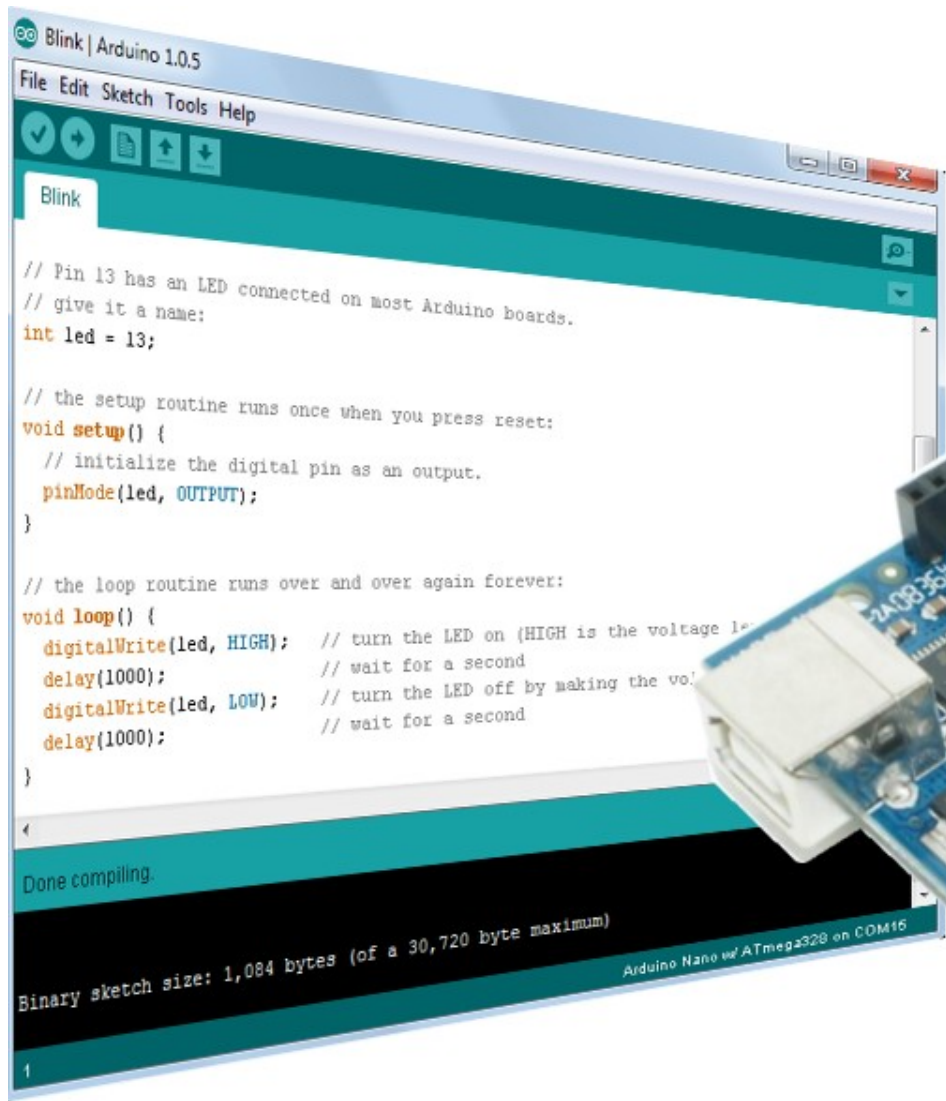 Blink | Arduino 1.0.5
File Edit Sketch Tools Help
Blink
// Pin 13 has an LED connected on most Arduino boards.
// give it a name:
int led = 13;
// the setup routine runs once when you press reset:
void setup() {
// initialize the digital pin as an output.
pinMode(led, OUTPUT);
}
// the loop routine runs over and over again forever:
void loop() {
digitalWrite(led, HIGH); // turn the LED on (HIGH is the voltage
delay(1000); // wait for a second
digitalWrite(led, LOW); // turn the LED off by making the
delay(1000); // wait for a second
}
Done compiling.
Binary sketch size: 1,084 bytes (of a 30,720 byte maximum)
Arduino Nano w/ ATmega328 on COM16
1